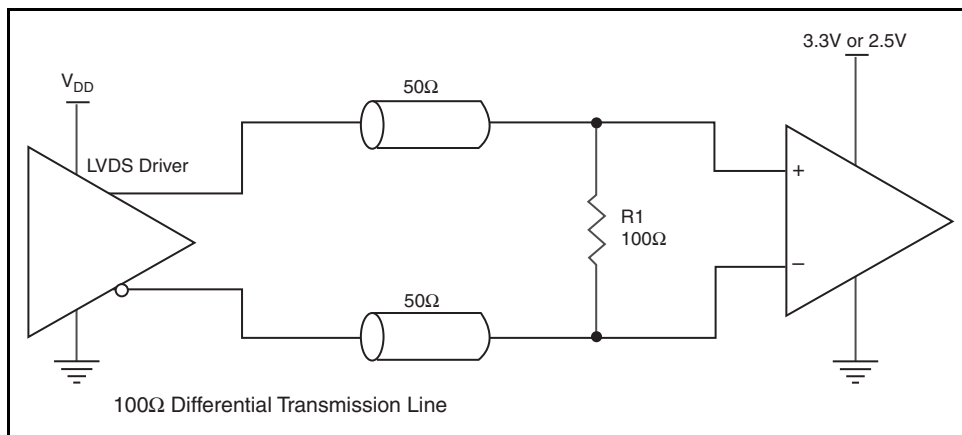 3.3V or 2.5V
V_DD
50Ω
LVDS Driver
+
R1
100Ω
−
50Ω
100Ω Differential Transmission Line